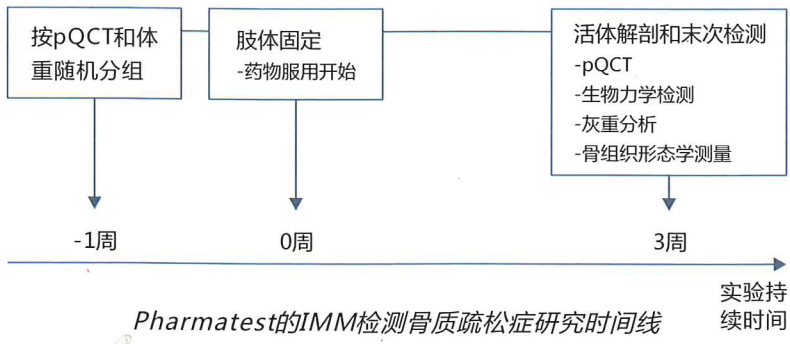 按pQCT和体
重随机分组
肢体固定
-药物服用开始
活体解剖和末次检测
-pQCT
-生物力学检测
-灰重分析
-骨组织形态学测量
-1周
0周
3周
实验持
续时间
Pharmatest的IMM检测骨质疏松症研究时间线